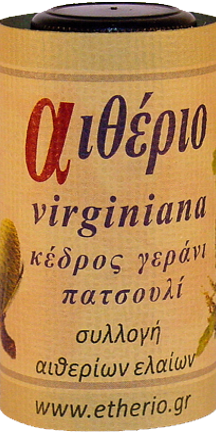 αιθέριο
virginiana
κέδρος γεράνι
πατσουλί
συλλογή
αιθερίων ελαίων
www.etherio.gr